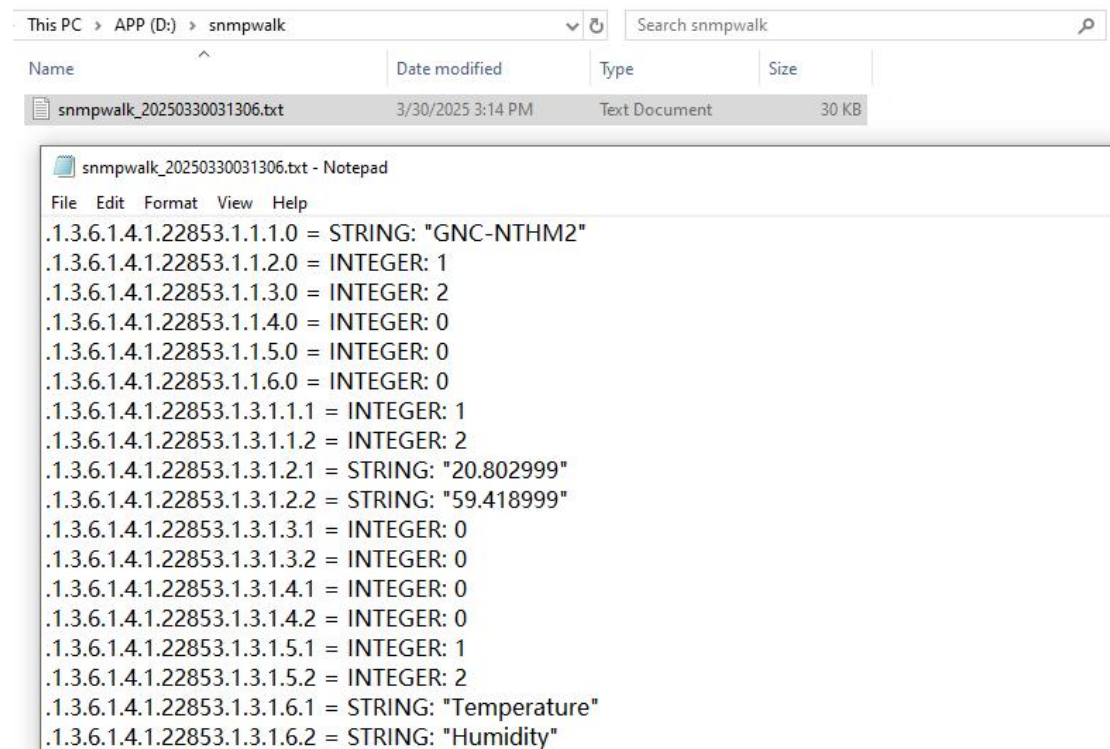 This PC > APP (D:) > snmpwalk
Search snmpwalk
Name Date modified Type Size
snmpwalk_20250330031306.txt 3/30/2025 3:14 PM Text Document 30 KB
snmpwalk_20250330031306.txt - Notepad
File Edit Format View Help
.1.3.6.1.4.1.22853.1.1.1.0 = STRING: "GNC-NTHM2"
.1.3.6.1.4.1.22853.1.1.2.0 = INTEGER: 1
.1.3.6.1.4.1.22853.1.1.3.0 = INTEGER: 2
.1.3.6.1.4.1.22853.1.1.4.0 = INTEGER: 0
.1.3.6.1.4.1.22853.1.1.5.0 = INTEGER: 0
.1.3.6.1.4.1.22853.1.1.6.0 = INTEGER: 0
.1.3.6.1.4.1.22853.1.3.1.1.1 = INTEGER: 1
.1.3.6.1.4.1.22853.1.3.1.1.2 = INTEGER: 2
.1.3.6.1.4.1.22853.1.3.1.2.1 = STRING: "20.802999"
.1.3.6.1.4.1.22853.1.3.1.2.2 = STRING: "59.418999"
.1.3.6.1.4.1.22853.1.3.1.3.1 = INTEGER: 0
.1.3.6.1.4.1.22853.1.3.1.3.2 = INTEGER: 0
.1.3.6.1.4.1.22853.1.3.1.4.1 = INTEGER: 0
.1.3.6.1.4.1.22853.1.3.1.4.2 = INTEGER: 0
.1.3.6.1.4.1.22853.1.3.1.5.1 = INTEGER: 1
.1.3.6.1.4.1.22853.1.3.1.5.2 = INTEGER: 2
.1.3.6.1.4.1.22853.1.3.1.6.1 = STRING: "Temperature"
.1.3.6.1.4.1.22853.1.3.1.6.2 = STRING: "Humidity"